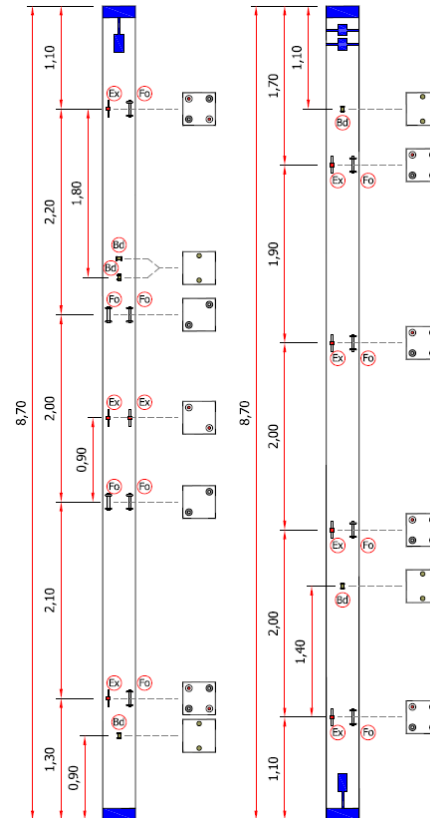 1,10
Ex Fo
2,20
1,80
Bd
Bd
Fo Fo
8,70
2,00
Ex Ex
0,90
Fo Fo
2,10
Ex Fo
1,30
Bd
0,90
1,70
1,10
Bd
Ex Fo
1,90
Ex Fo
8,70
2,00
Ex Fo
Bd
2,00
1,40
Ex Fo
1,10